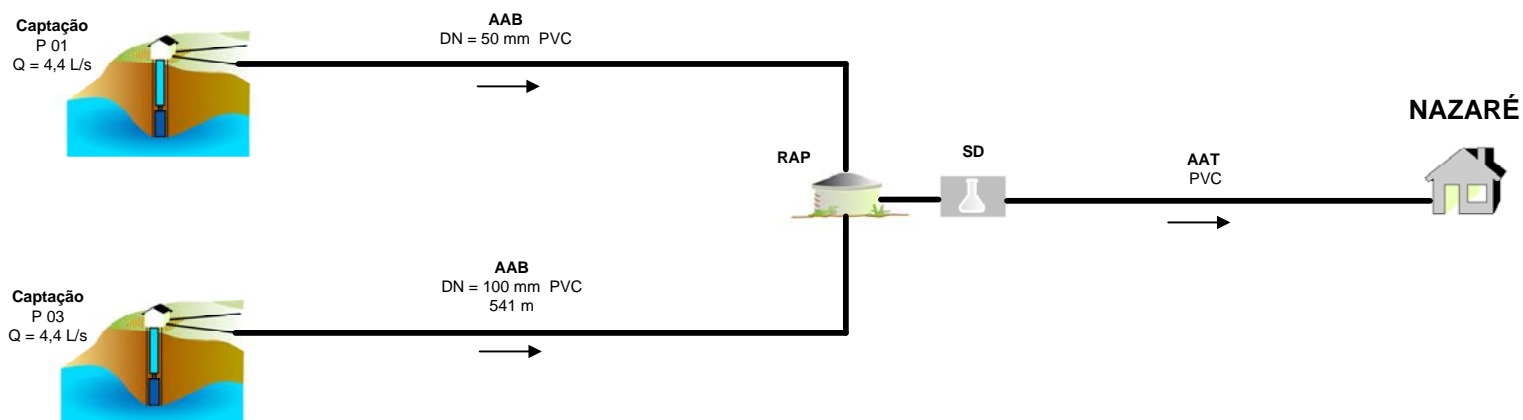 Captação
P 01
Q = 4,4 L/s
AAB
DN = 50 mm PVC
NAZARÉ
RAP
SD
AAT
PVC
AAB
DN = 100 mm PVC
541 m
Captação
P 03
Q = 4,4 L/s